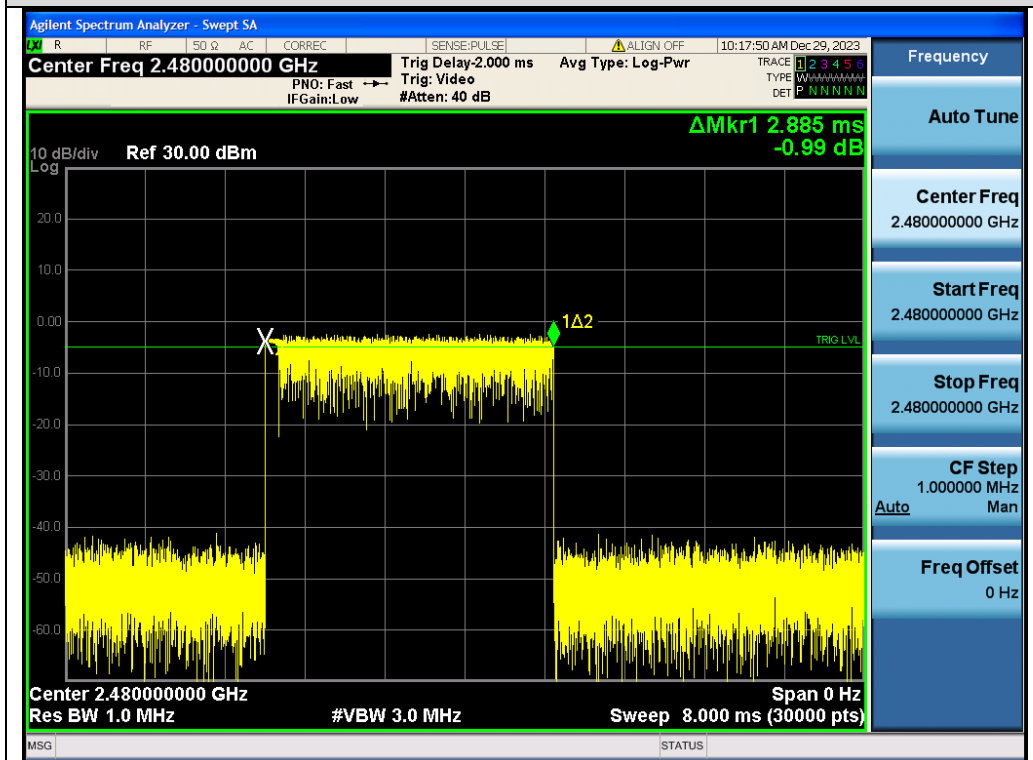 Agilent Spectrum Analyzer - Swept SA
LXI R RF 50 Ω AC CORREC SENSE:PULSE ALIGN OFF 10:17:50 AM Dec 29, 2023
Center Freq 2.480000000 GHz
PNO: Fast
IFGain:Low
Trig Delay-2.000 ms
Trig: Video
#Atten: 40 dB
Avg Type: Log-Pwr
TRACE 1 2 3 4 5 6
TYPE W
DET P N N N N N
ΔMkr1 2.885 ms
-0.99 dB
10 dB/div Ref 30.00 dBm
Log
20.0
10.0
0.00
-10.0
-20.0
-30.0
-40.0
-50.0
-60.0
1Δ2
TRIG LVL
Center 2.480000000 GHz Span 0 Hz
Res BW 1.0 MHz #VBW 3.0 MHz Sweep 8.000 ms (30000 pts)
MSG STATUS
Frequency
Auto Tune
Center Freq
2.480000000 GHz
Start Freq
2.480000000 GHz
Stop Freq
2.480000000 GHz
CF Step
1.000000 MHz
Auto Man
Freq Offset
0 Hz